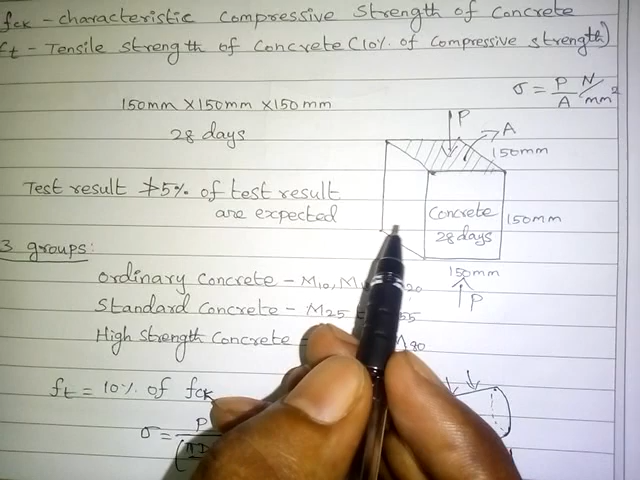 fck - characteristic compressive strength of concrete
ft - Tensile strength of concrete (10% of compressive strength)
σ = P/A N/mm²
150mm × 150mm × 150mm
28 days
P
A
150mm
Test result ≯5% of test result
are expected
Concrete
28 days
150mm
150mm
P
3 groups:
Ordinary concrete - M10,
20
Standard Concrete - M25
55
High Strength Concrete -
M80
ft = 10% of fck
σ = P